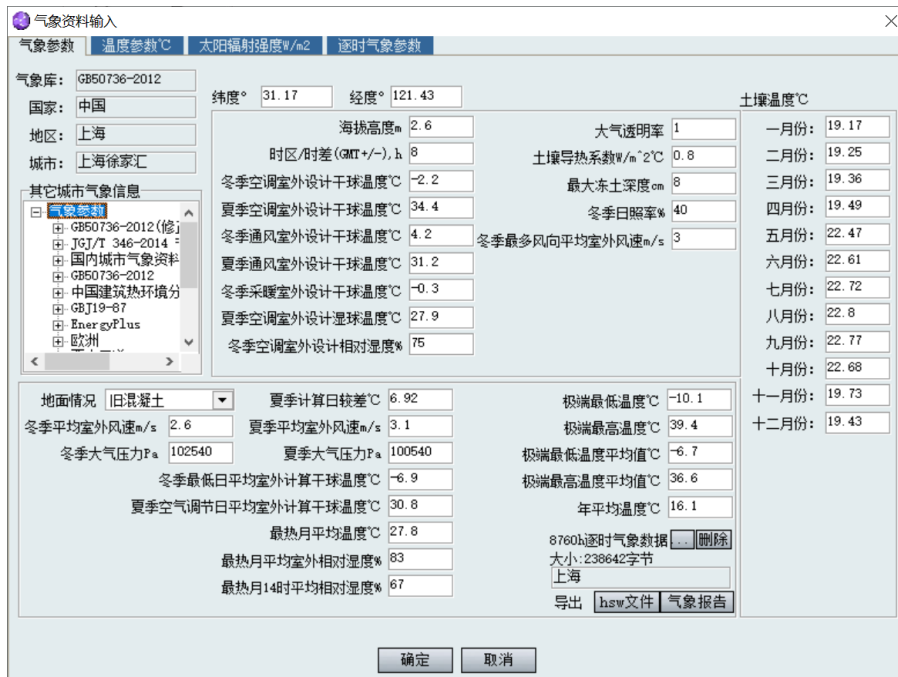 气象资料输入
气象参数 温度参数℃ 太阳辐射强度W/m2 逐时气象参数
气象库: GB50736-2012
国家: 中国
地区: 上海
城市: 上海徐家汇
其它城市气象信息
气象参数
GB50736-2012(修
JGJ/T 346-2014
国内城市气象资料
GB50736-2012
中国建筑热环境分
GBJ19-87
EnergyPlus
欧洲
纬度° 31.17 经度° 121.43
海拔高度m 2.6
时区/时差(GMT+/-),h 8
冬季空调室外设计干球温度℃ -2.2
夏季空调室外设计干球温度℃ 34.4
冬季通风室外设计干球温度℃ 4.2
夏季通风室外设计干球温度℃ 31.2
冬季采暖室外设计干球温度℃ -0.3
夏季空调室外设计湿球温度℃ 27.9
冬季空调室外设计相对湿度% 75
大气透明率 1
土壤导热系数W/m^2℃ 0.8
最大冻土深度cm 8
冬季日照率% 40
冬季最多风向平均室外风速m/s 3
土壤温度℃
一月份: 19.17
二月份: 19.25
三月份: 19.36
四月份: 19.49
五月份: 22.47
六月份: 22.61
七月份: 22.72
八月份: 22.8
九月份: 22.77
十月份: 22.68
十一月份: 19.73
十二月份: 19.43
地面情况 旧混凝土 夏季计算日较差℃ 6.92
冬季平均室外风速m/s 2.6 夏季平均室外风速m/s 3.1
冬季大气压力Pa 102540 夏季大气压力Pa 100540
冬季最低日平均室外计算干球温度℃ -6.9
夏季空气调节日平均室外计算干球温度℃ 30.8
最热月平均温度℃ 27.8
最热月平均室外相对湿度% 83
最热月14时平均相对湿度% 67
极端最低温度℃ -10.1
极端最高温度℃ 39.4
极端最低温度平均值℃ -6.7
极端最高温度平均值℃ 36.6
年平均温度℃ 16.1
8760h逐时气象数据 ... 删除
大小:238642字节
上海
导出 hsw文件 气象报告
确定 取消